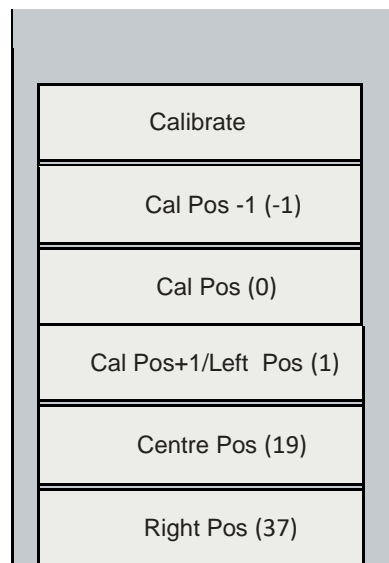 Calibrate
Cal Pos -1 (-1)
Cal Pos (0)
Cal Pos+1/Left Pos (1)
Centre Pos (19)
Right Pos (37)